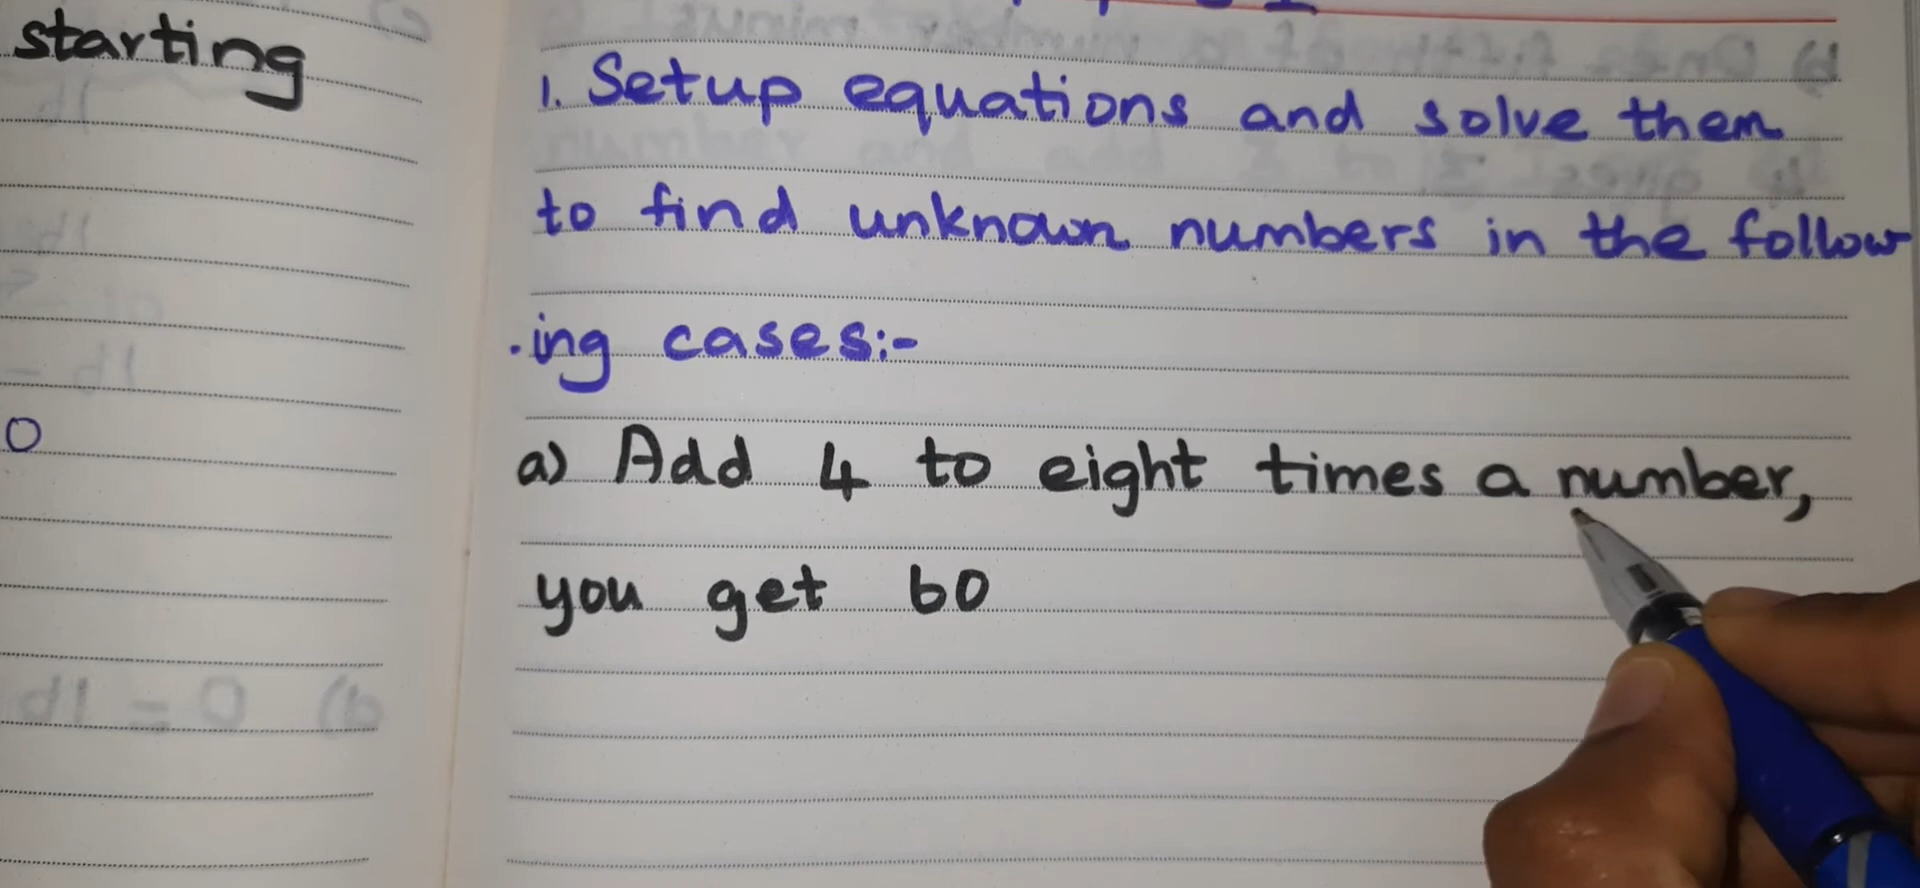 starting
0
1. Setup equations and solve them
to find unknown numbers in the follow
-ing cases:-
a) Add 4 to eight times a number,
you get 60